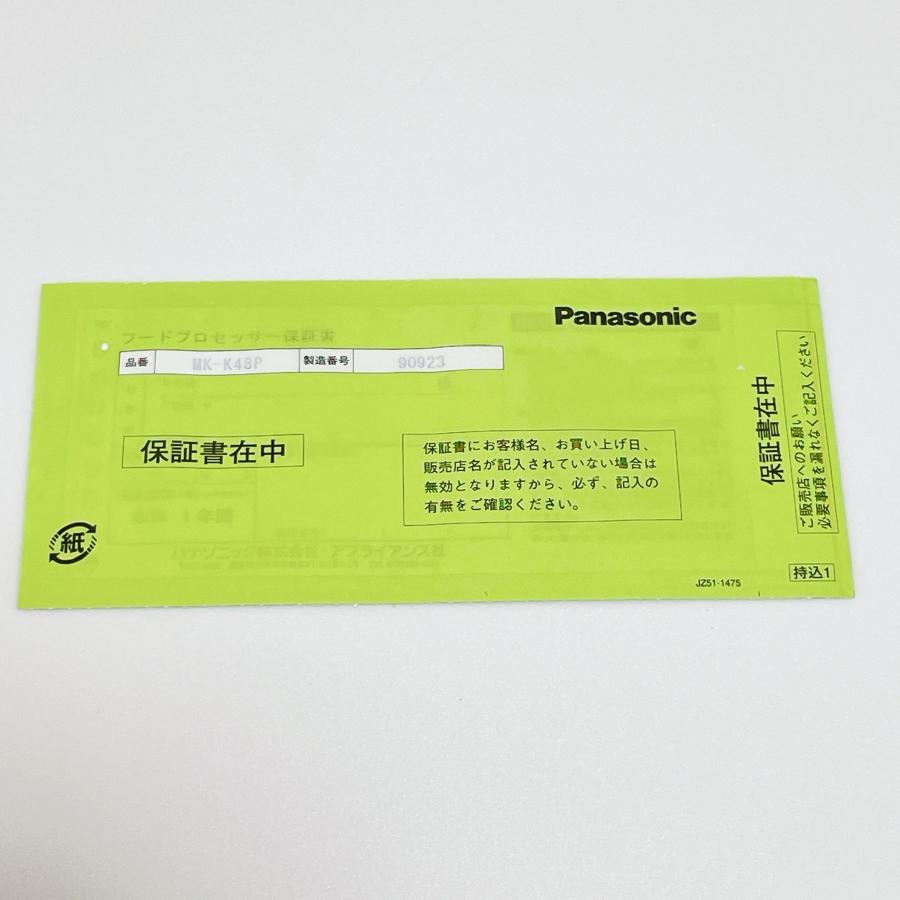 Panasonic
フードプロセッサー保証書
品番 MK-K48P 製造番号 90923
保証書在中
保証書にお客様名、お買い上げ日、
販売店名が記入されていない場合は
無効となりますから、必ず、記入の
有無をご確認ください。
保証書在中
ご販売店へのお願い
必要事項を漏れなくご記入ください
紙
本体 1年間
パナソニック株式会社 アプライアンス社
JZ51-1475
持込1